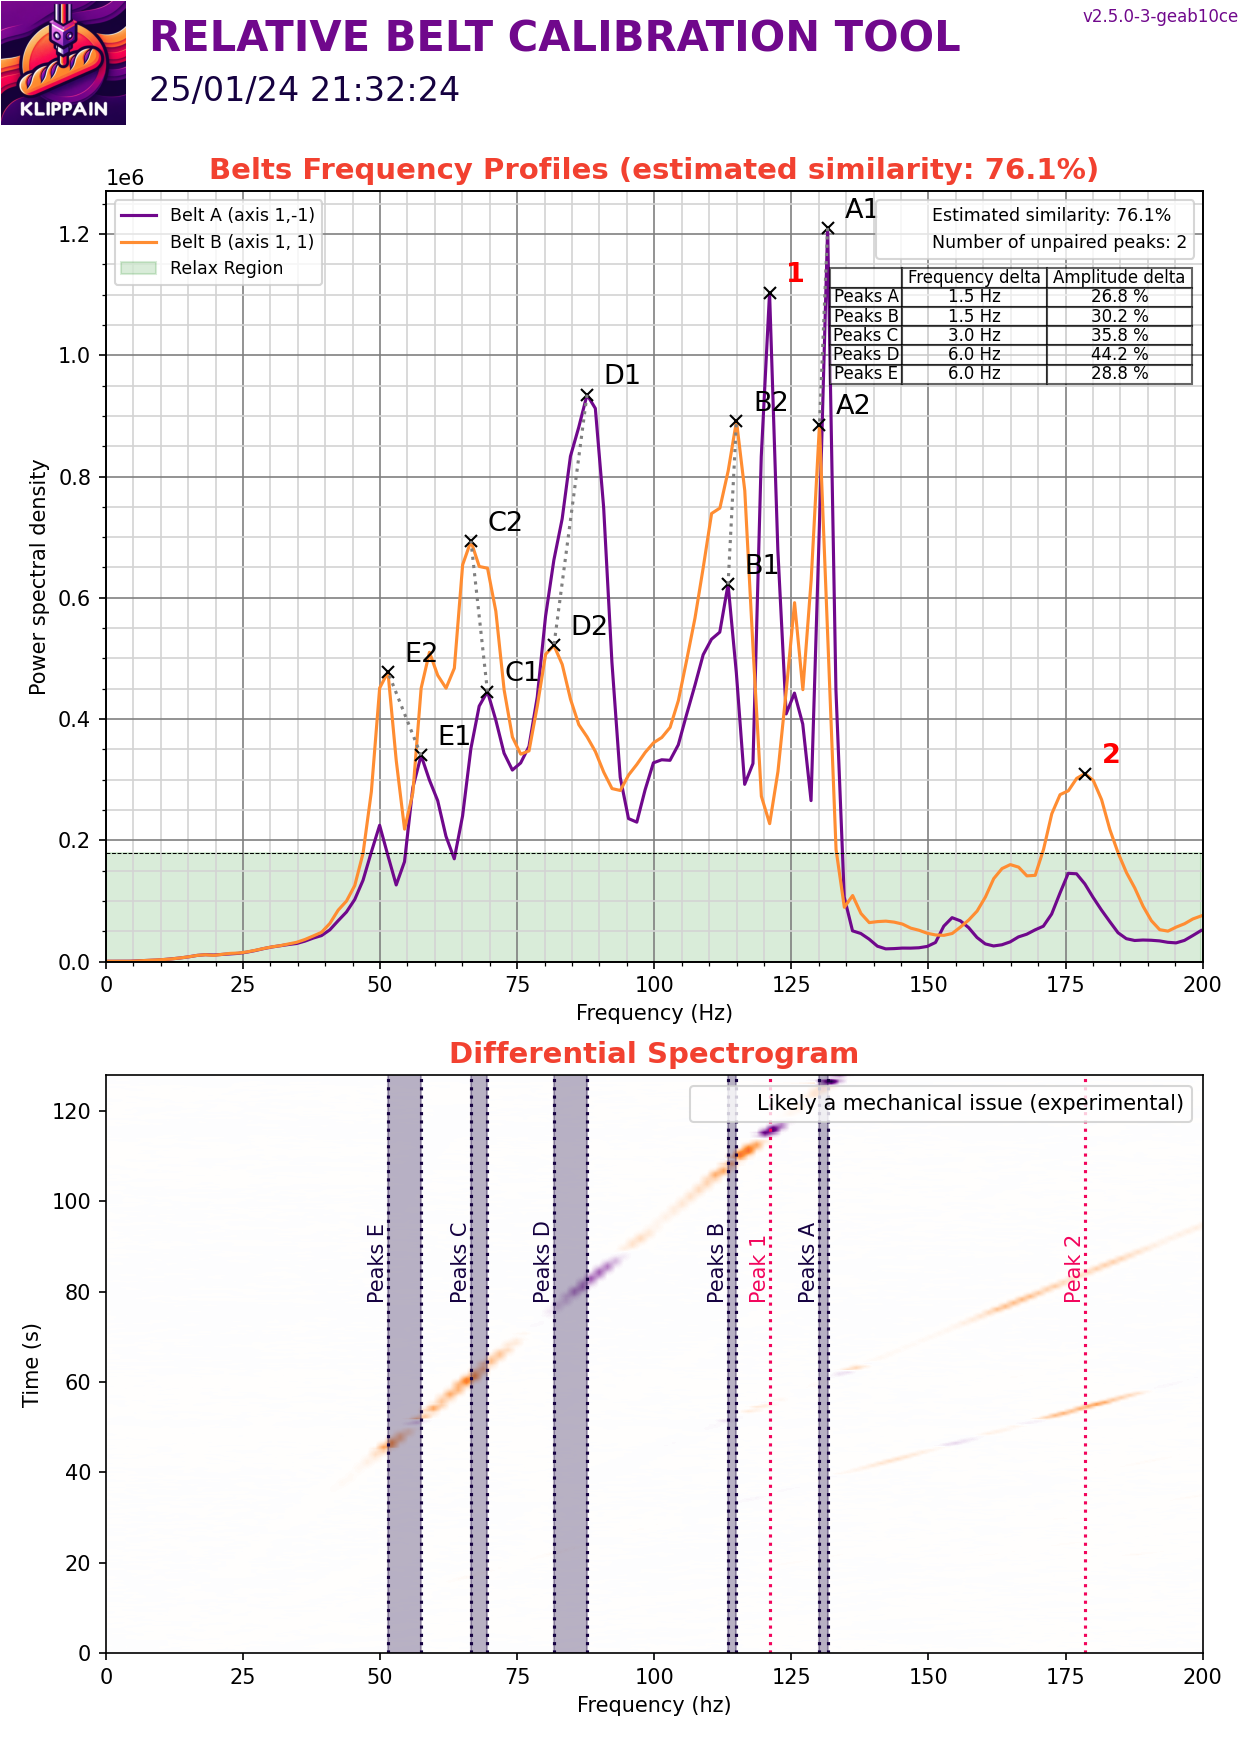 v2.5.0-3-geab10ce
RELATIVE BELT CALIBRATION TOOL
25/01/24 21:32:24
KLIPPAIN
Belts Frequency Profiles (estimated similarity: 76.1%)
1e6
Belt A (axis 1,-1)
Belt B (axis 1, 1)
Relax Region
Estimated similarity: 76.1%
Number of unpaired peaks: 2
Frequency delta Amplitude delta
Peaks A 1.5 Hz 26.8 %
Peaks B 1.5 Hz 30.2 %
Peaks C 3.0 Hz 35.8 %
Peaks D 6.0 Hz 44.2 %
Peaks E 6.0 Hz 28.8 %
A1
1
D1
B2
A2
C2
B1
D2
E2
C1
E1
2
1.2
1.0
0.8
0.6
0.4
0.2
0.0
Power spectral density
0 25 50 75 100 125 150 175 200
Frequency (Hz)
Differential Spectrogram
Likely a mechanical issue (experimental)
Peaks E
Peaks C
Peaks D
Peaks B
Peak 1
Peaks A
Peak 2
120
100
80
60
40
20
0
Time (s)
0 25 50 75 100 125 150 175 200
Frequency (hz)